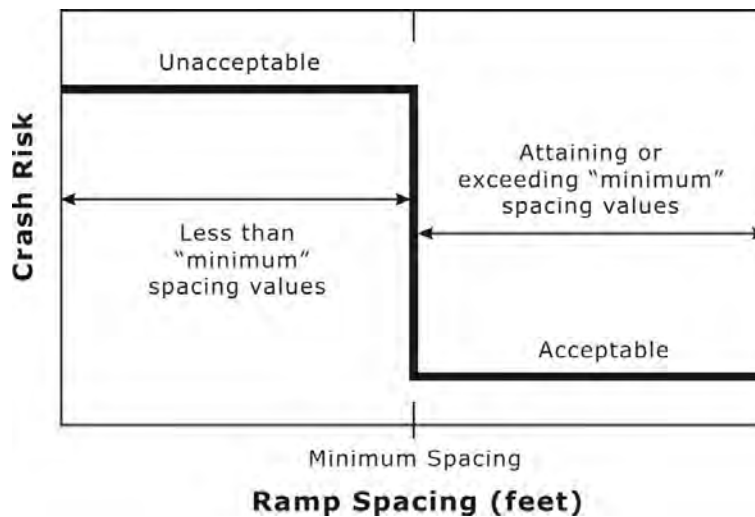 Unacceptable
Crash Risk
Attaining or
exceeding “minimum”
spacing values
Less than
“minimum”
spacing values
Acceptable
Minimum Spacing
Ramp Spacing (feet)